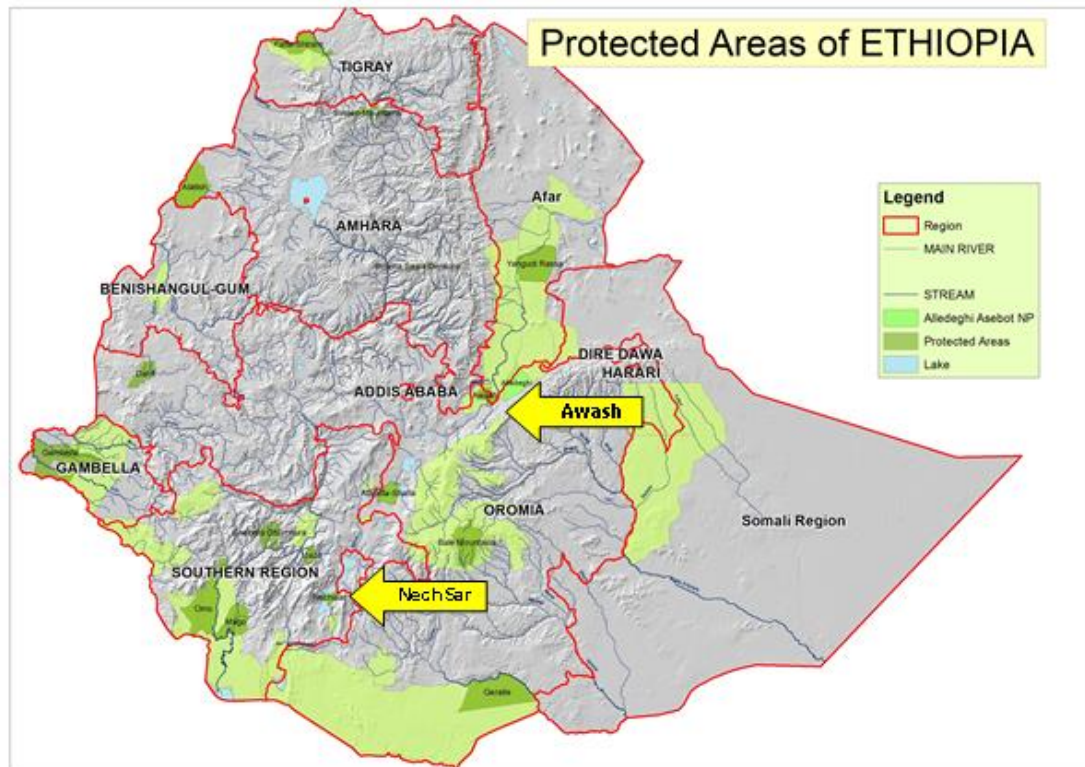 Protected Areas of ETHIOPIA
TIGRAY
Afar
Legend
Region
MAIN RIVER
STREAM
Alledeghi Asebot NP
Protected Areas
Lake
Alatish
AMHARA
Yangudi Rassa
BENISHANGUL-GUM
DIRE DAWA
HARARI
ADDIS ABABA
Awash
GAMBELLA
OROMIA
Somali Region
Bale Mountains
SOUTHERN REGION
Nech Sar
Omo
Mago
Geralle